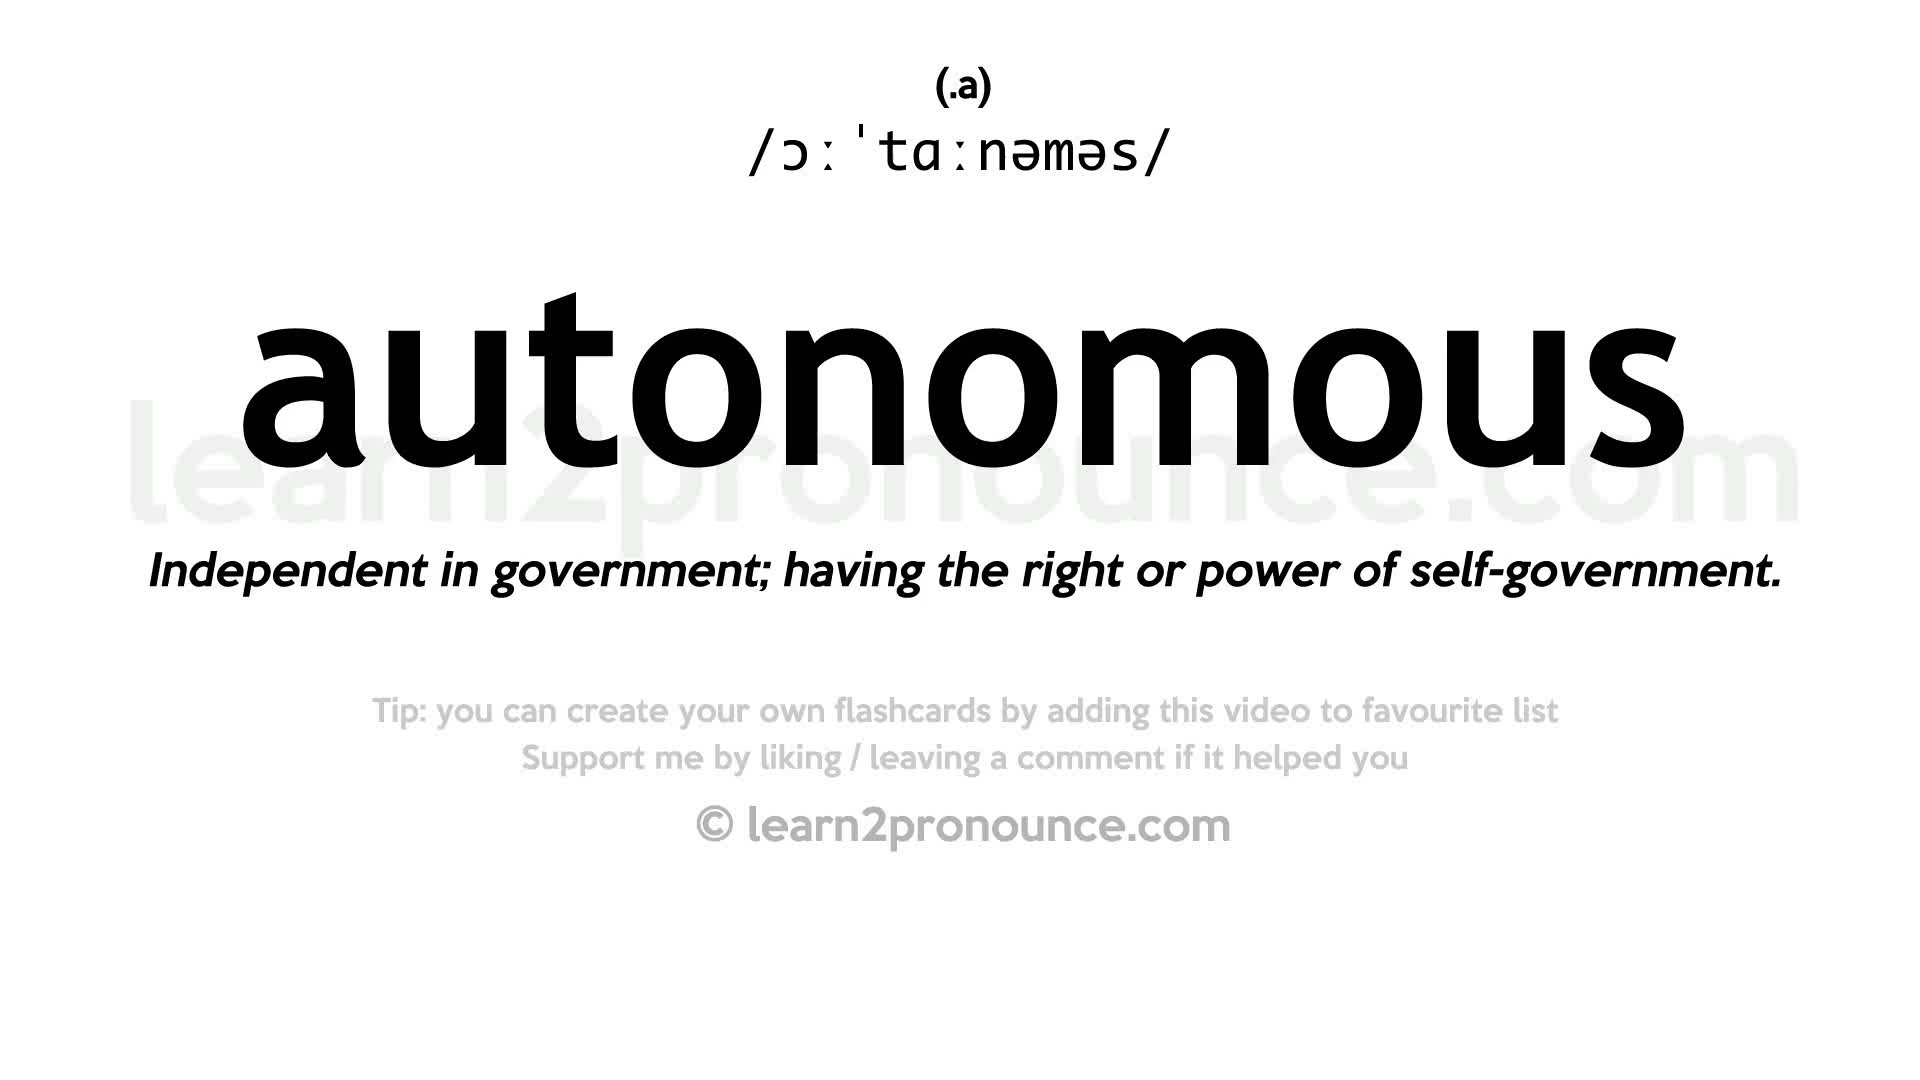 (.a)
/ɔːˈtɑːnəməs/
autonomous
learn2pronounce.com
Independent in government; having the right or power of self-government.
Tip: you can create your own flashcards by adding this video to favourite list
Support me by liking / leaving a comment if it helped you
© learn2pronounce.com